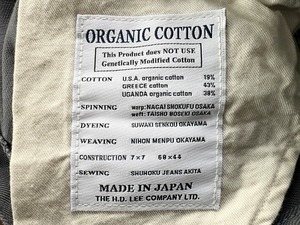 ORGANIC COTTON
This Product does NOT USE
Genetically Modified Cotton
COTTON U.S.A. organic cotton 19%
GREECE cotton 43%
UGANDA organic cotton 38%
SPINNING warp: NAGAI SHOKUFU OSAKA
weft: TAISHO BOSEKI OSAKA
DYEING SUWAKI SENKOU OKAYAMA
WEAVING NIHON MENPU OKAYAMA
CONSTRUCTION 7×7 68×44
SEWING SHUHOKU JEANS AKITA
MADE IN JAPAN
THE H.D. LEE COMPANY LTD.